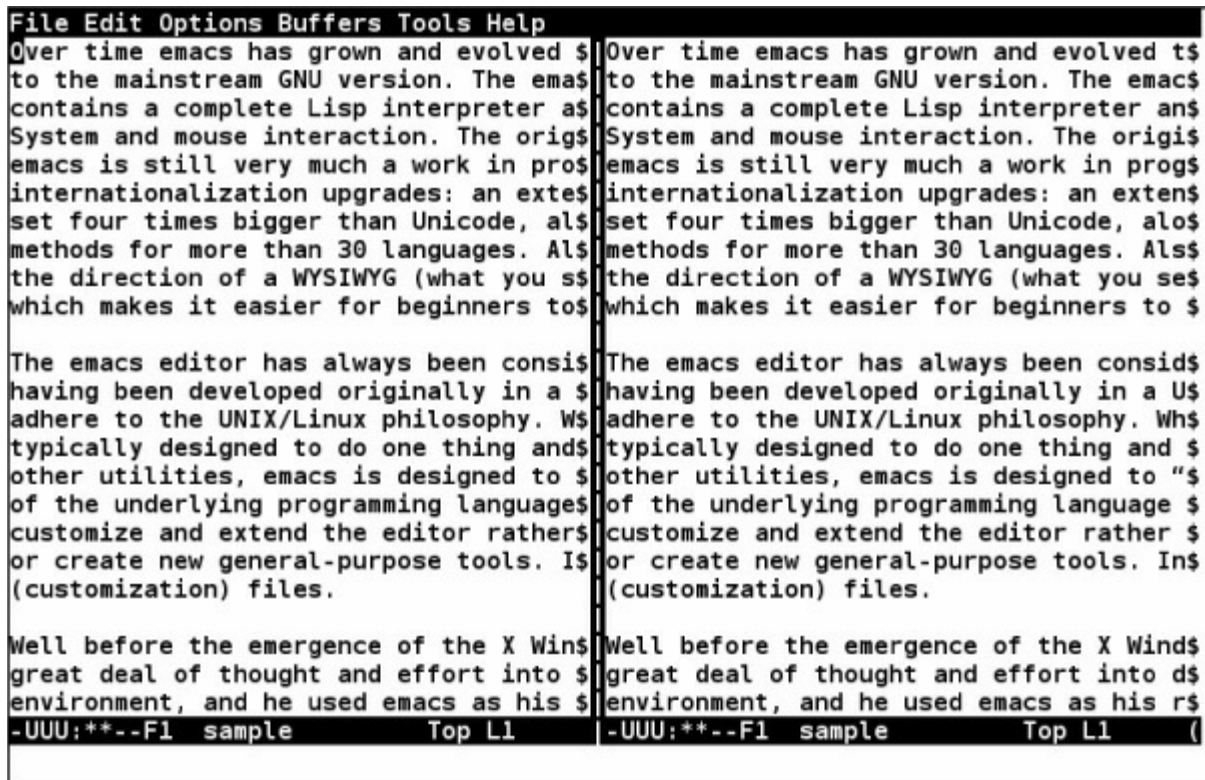 File Edit Options Buffers Tools Help
Over time emacs has grown and evolved $
to the mainstream GNU version. The ema$
contains a complete Lisp interpreter a$
System and mouse interaction. The orig$
emacs is still very much a work in pro$
internationalization upgrades: an exte$
set four times bigger than Unicode, al$
methods for more than 30 languages. Als$
the direction of a WYSIWYG (what you s$
which makes it easier for beginners to$
The emacs editor has always been consi$
having been developed originally in a $
adhere to the UNIX/Linux philosophy. W$
typically designed to do one thing and$
other utilities, emacs is designed to $
of the underlying programming language$
customize and extend the editor rather$
or create new general-purpose tools. I$
(customization) files.
Well before the emergence of the X Win$
great deal of thought and effort into $
environment, and he used emacs as his $
-UUU:**--F1  sample         Top L1
Over time emacs has grown and evolved t$
to the mainstream GNU version. The emac$
contains a complete Lisp interpreter an$
System and mouse interaction. The origi$
emacs is still very much a work in prog$
internationalization upgrades: an exten$
set four times bigger than Unicode, alo$
methods for more than 30 languages. Als$
the direction of a WYSIWYG (what you se$
which makes it easier for beginners to $
The emacs editor has always been consid$
having been developed originally in a U$
adhere to the UNIX/Linux philosophy. Wh$
typically designed to do one thing and $
other utilities, emacs is designed to “$
of the underlying programming language $
customize and extend the editor rather $
or create new general-purpose tools. In$
(customization) files.
Well before the emergence of the X Wind$
great deal of thought and effort into d$
environment, and he used emacs as his r$
-UUU:**--F1  sample         Top L1     (